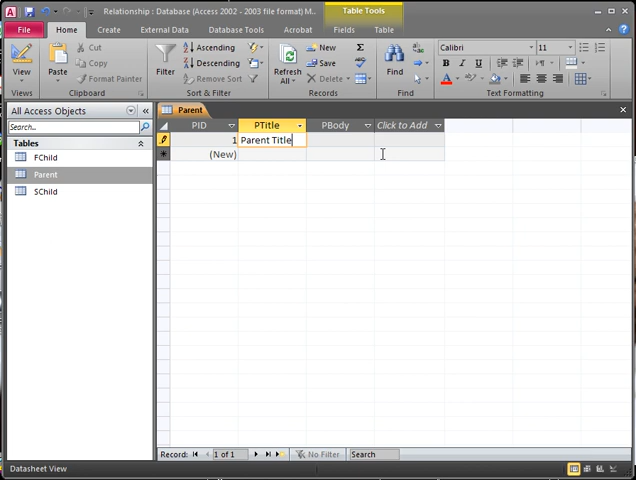 Relationship : Database (Access 2002 - 2003 file format) M...
Table Tools
File
Home
Create
External Data
Database Tools
Acrobat
Fields
Table
View
Views
Paste
Cut
Copy
Format Painter
Clipboard
Filter
Ascending
Descending
Remove Sort
Sort & Filter
Refresh
All
New
Save
Delete
Records
Find
Find
Calibri
11
B I U
A
Text Formatting
All Access Objects
Search...
Tables
FChild
Parent
SChild
Parent
PID
PTitle
PBody
Click to Add
1
Parent Title
(New)
Record:
1 of 1
No Filter
Search
Datasheet View